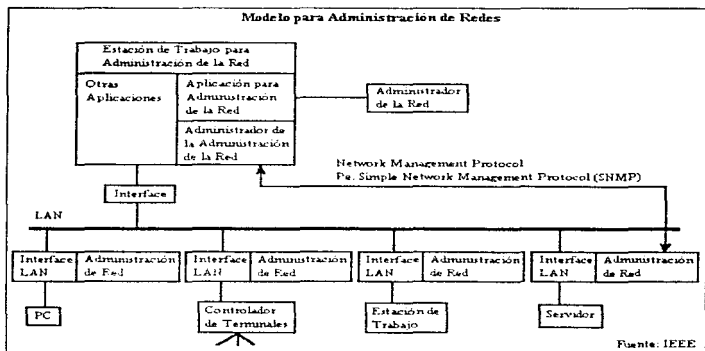 Modelo para Administración de Redes
Estación de Trabajo para
Administración de la Red
Otras
Aplicaciones
Aplicación para
Administración
de la Red
Administrador de
la Administración
de la Red
Administrador
de la Red
Network Management Protocol
Pe. Simple Network Management Protocol (SNMP)
Interface
LAN
Interface
LAN
Administración
de Red
Interface
LAN
Administración
de Red
Interface
LAN
Administración
de Red
Interface
LAN
Administración
de Red
PC
Controlador
de Terminales
Estación de
Trabajo
Servidor
Fuente: IEEE